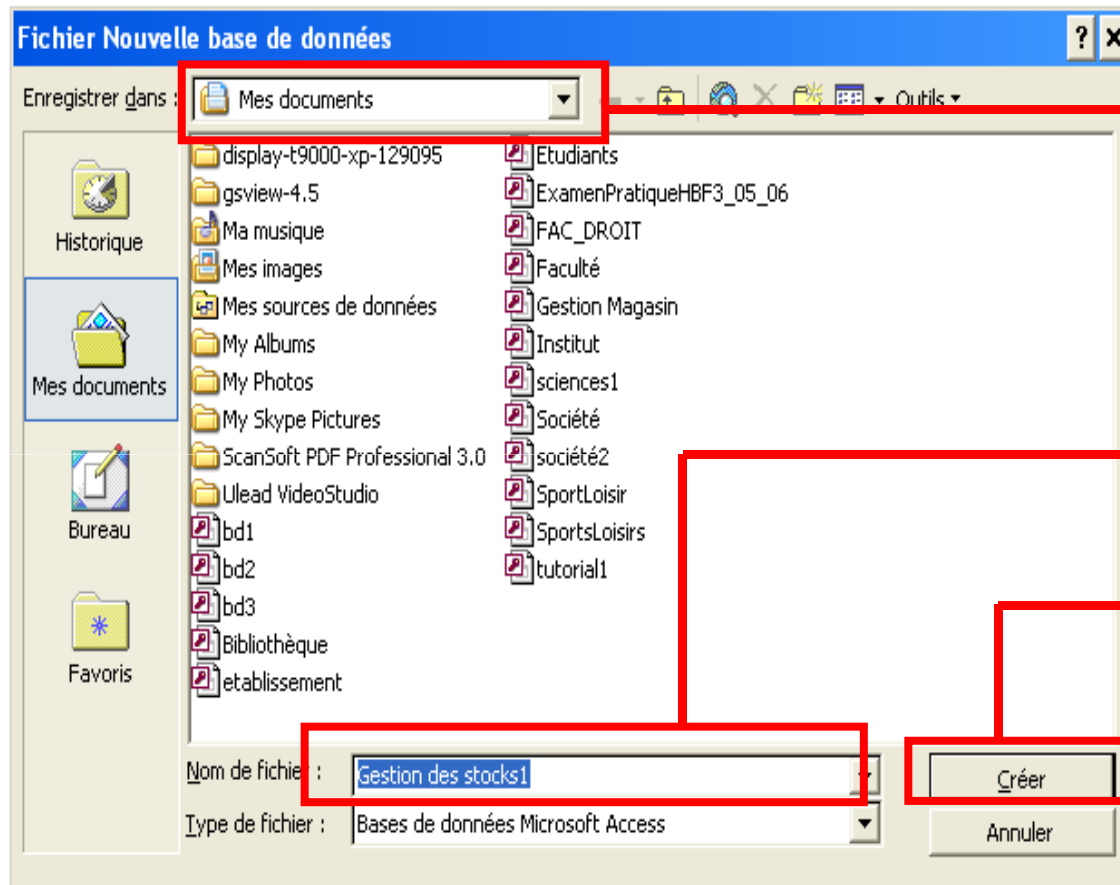 Fichier Nouvelle base de données
Enregistrer dans : Mes documents Outils
Historique
Mes documents
Bureau
Favoris
display-t9000-xp-129095
gsview-4.5
Ma musique
Mes images
Mes sources de données
My Albums
My Photos
My Skype Pictures
ScanSoft PDF Professional 3.0
Ulead VideoStudio
bd1
bd2
bd3
Bibliothèque
etablissement
Etudiants
ExamenPratiqueHBF3_05_06
FAC_DROIT
Faculté
Gestion Magasin
Institut
sciences1
Société
société2
SportLoisir
SportsLoisirs
tutorial1
Nom de fichier : Gestion des stocks1 Créer
Type de fichier : Bases de données Microsoft Access Annuler